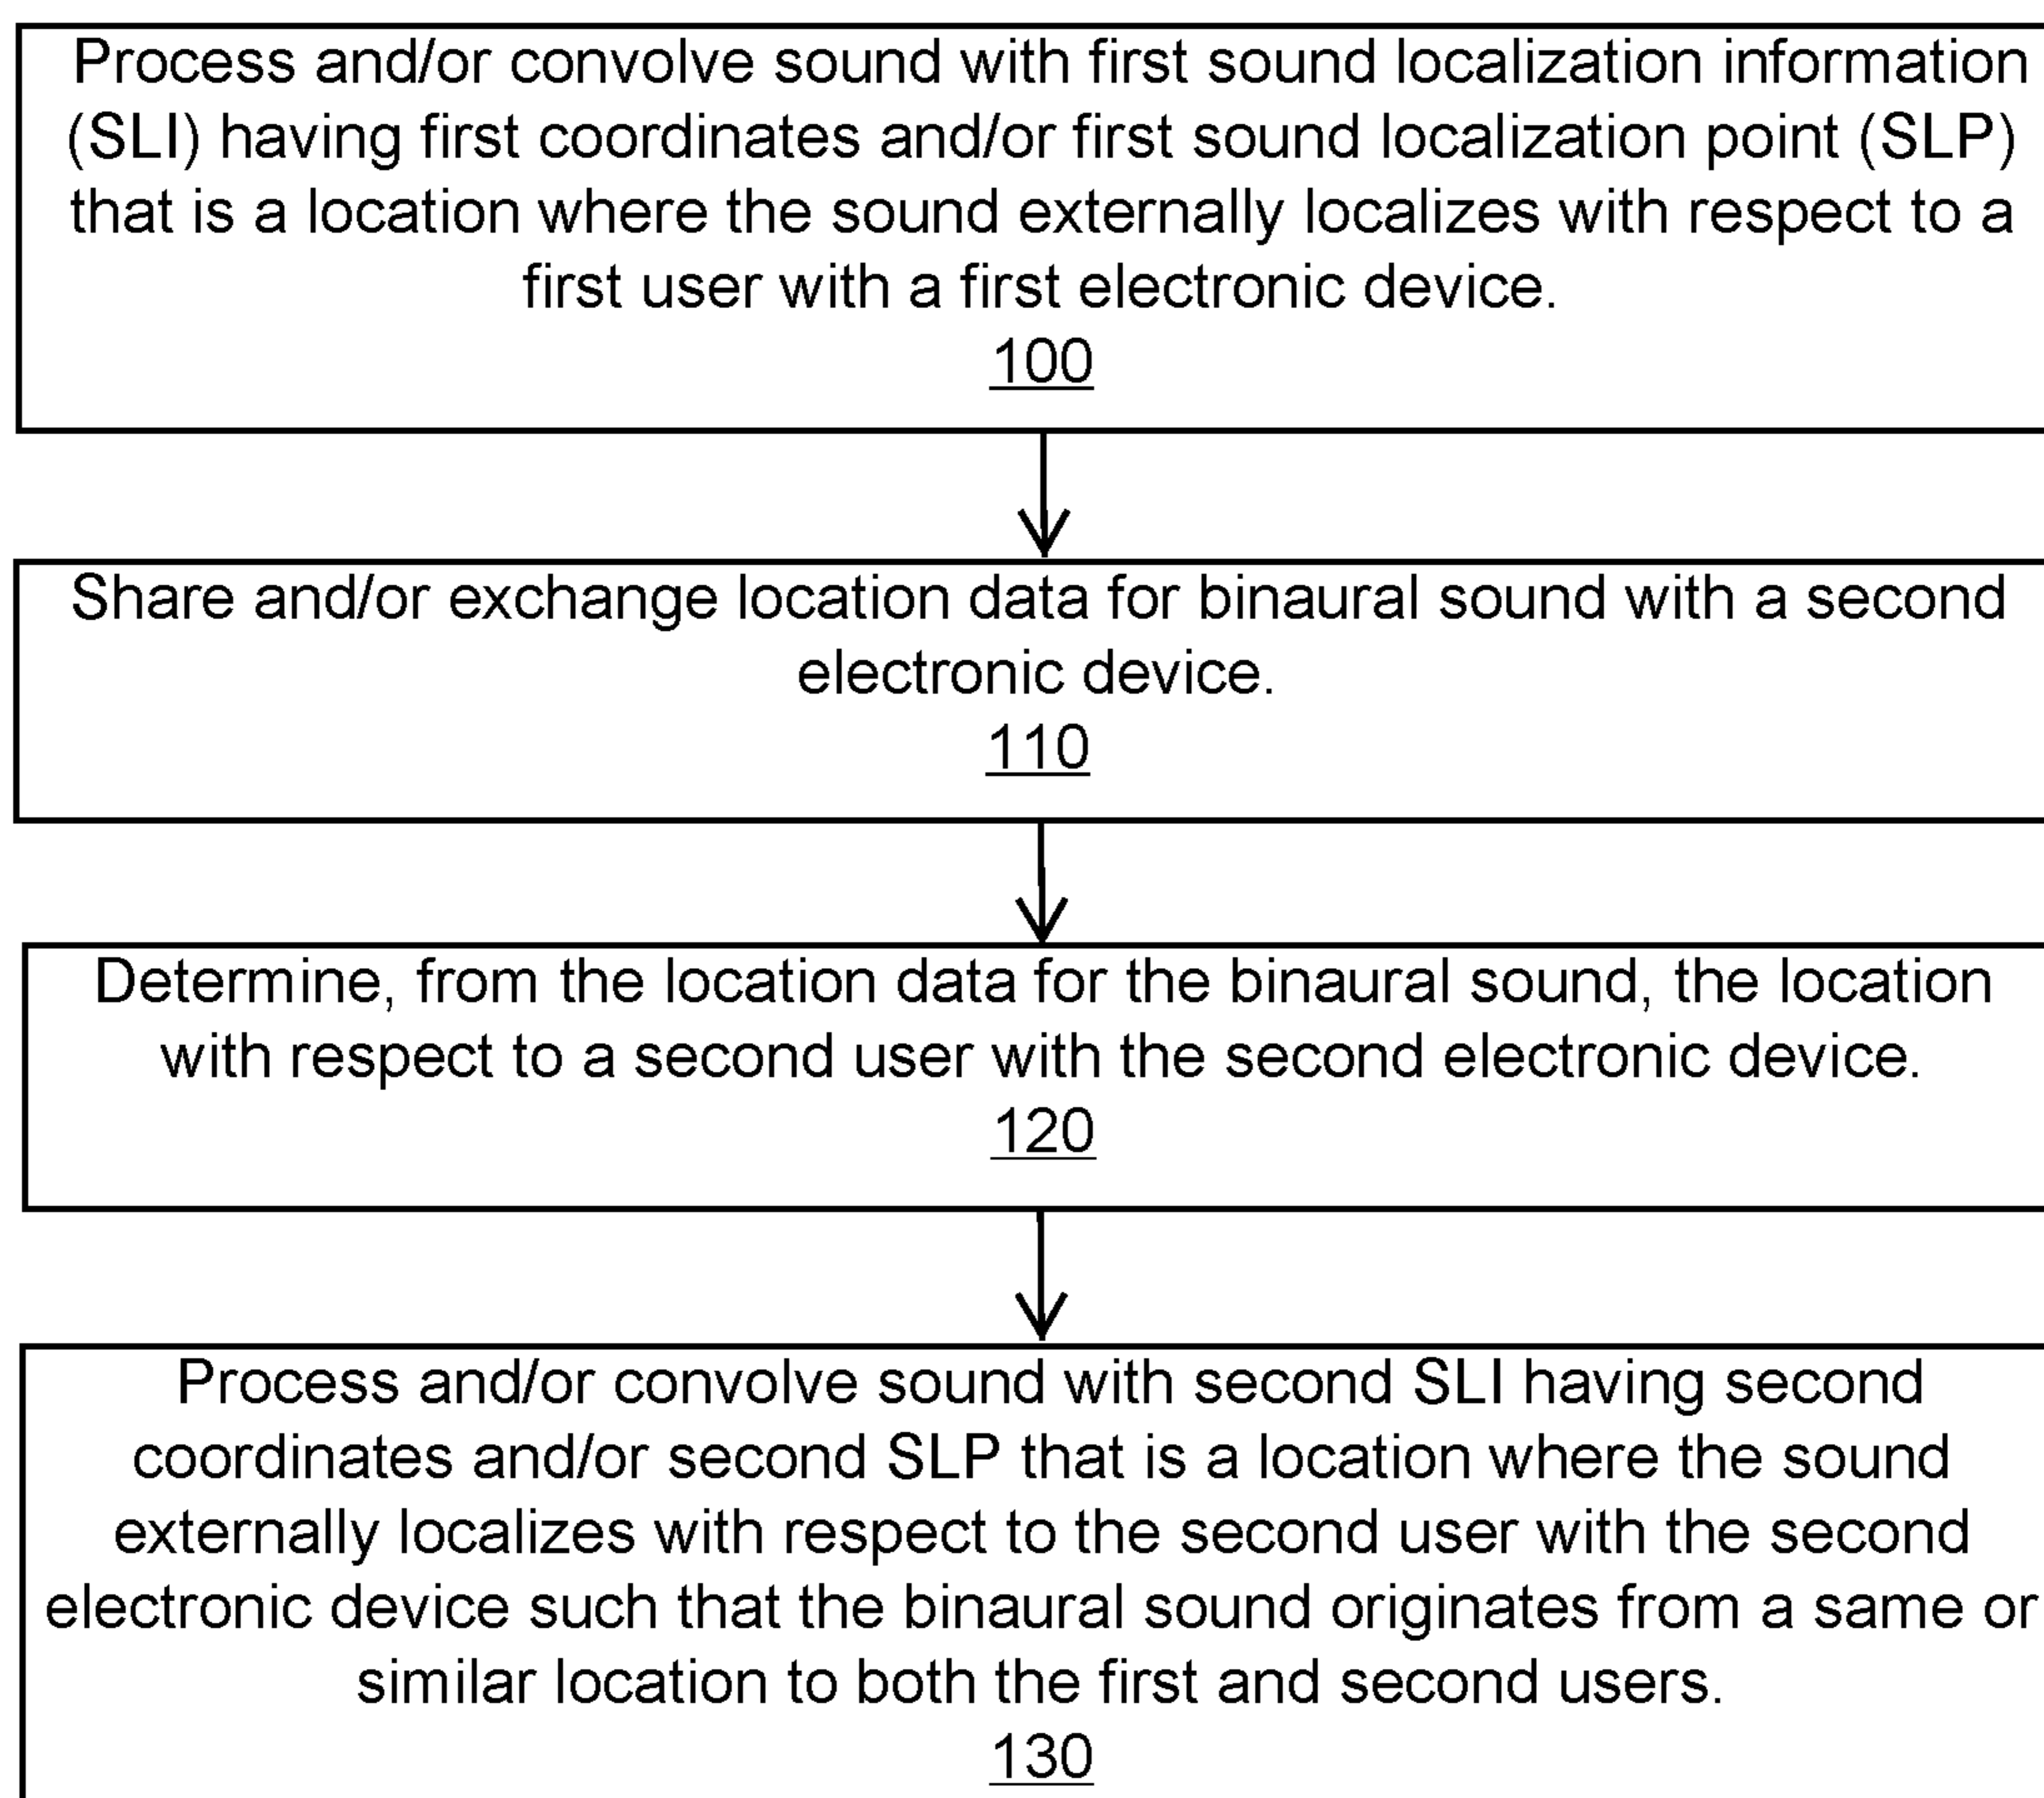 Process and/or convolve sound with first sound localization information
(SLI) having first coordinates and/or first sound localization point (SLP)
that is a location where the sound externally localizes with respect to a
first user with a first electronic device.
100
Share and/or exchange location data for binaural sound with a second
electronic device.
110
Determine, from the location data for the binaural sound, the location
with respect to a second user with the second electronic device.
120
Process and/or convolve sound with second SLI having second
coordinates and/or second SLP that is a location where the sound
externally localizes with respect to the second user with the second
electronic device such that the binaural sound originates from a same or
similar location to both the first and second users.
130